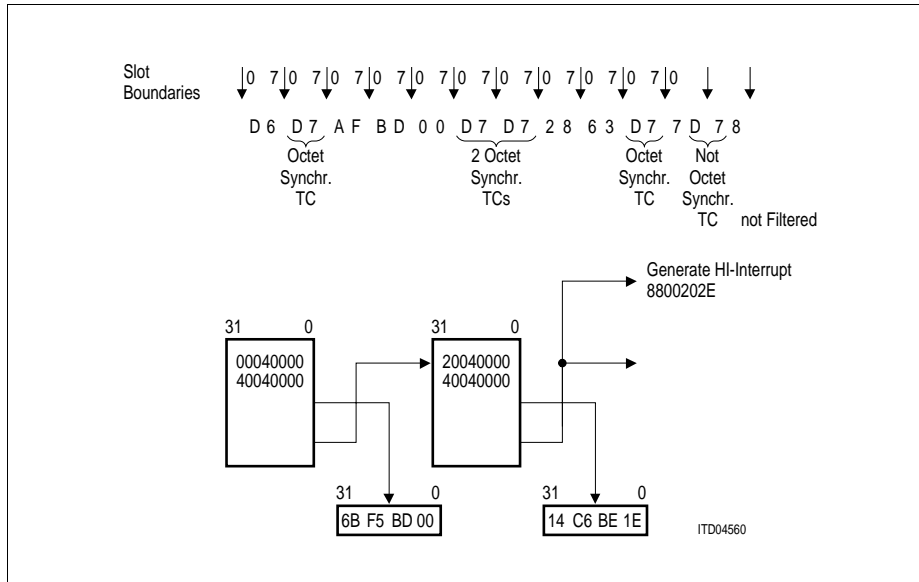 Slot
Boundaries
0 7 0 7 0 7 0 7 0 7 0 7 0 7 0 7 0 7 0 7 0
D 6 D 7 A F B D 0 0 D 7 D 7 2 8 6 3 D 7 7 D 7 8
Octet
Synchr.
TC
2 Octet
Synchr.
TCs
Octet
Synchr.
TC
Not
Octet
Synchr.
TC
not Filtered
Generate HI-Interrupt
8800202E
31 0
00040000
40040000
31 0
20040000
40040000
31 0
6B F5 BD 00
31 0
14 C6 BE 1E
ITD04560